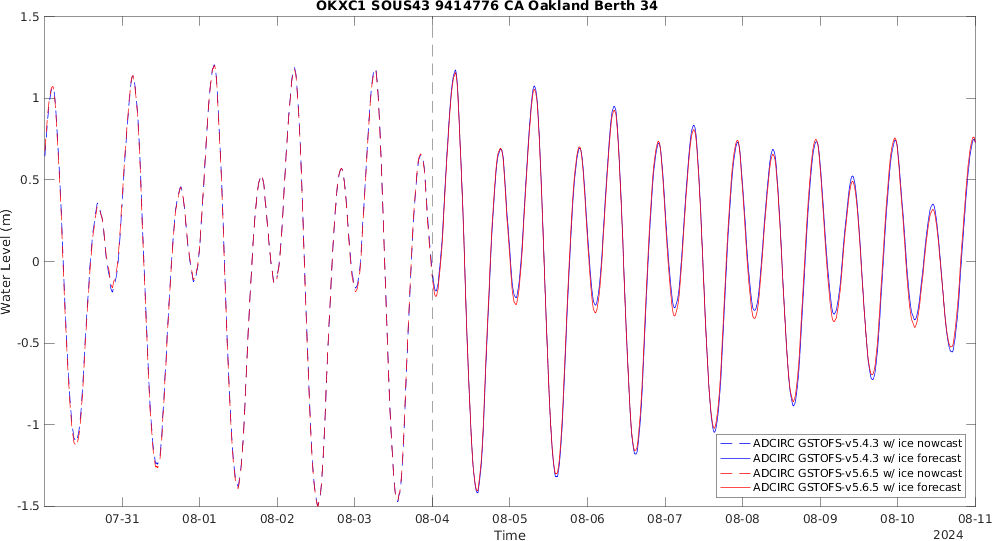 OKXC1 SOUS43 9414776 CA Oakland Berth 34
1.5
1
0.5
0
-0.5
-1
-1.5
Water Level (m)
ADCIRC GSTOFS-v5.4.3 w/ ice nowcast
ADCIRC GSTOFS-v5.4.3 w/ ice forecast
ADCIRC GSTOFS-v5.6.5 w/ ice nowcast
ADCIRC GSTOFS-v5.6.5 w/ ice forecast
07-31 08-01 08-02 08-03 08-04 08-05 08-06 08-07 08-08 08-09 08-10 08-11
Time
2024